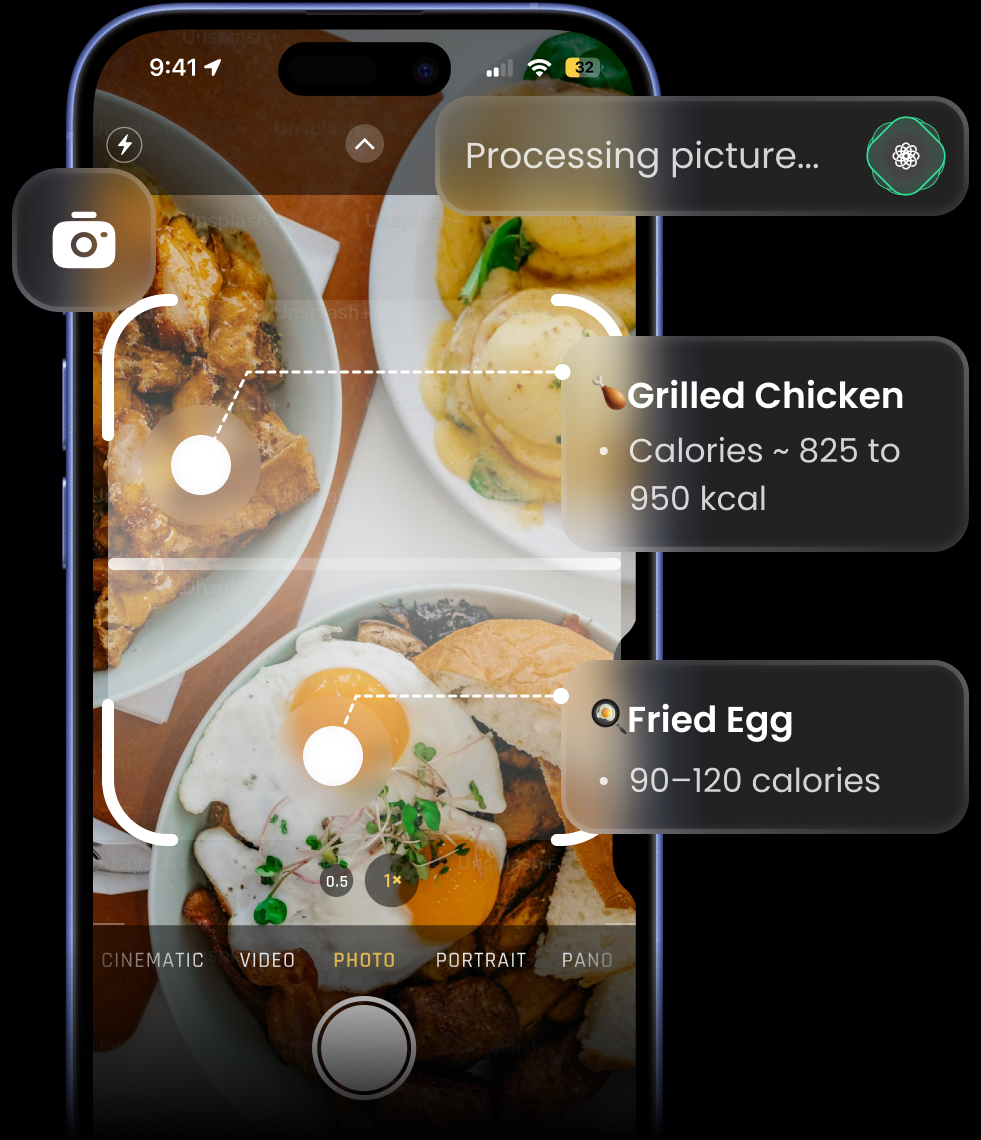 9:41
32
Processing picture...
Grilled Chicken
• Calories ~ 825 to
950 kcal
Fried Egg
• 90–120 calories
0.5
1×
CINEMATIC VIDEO PHOTO PORTRAIT PANO
Unsplash+